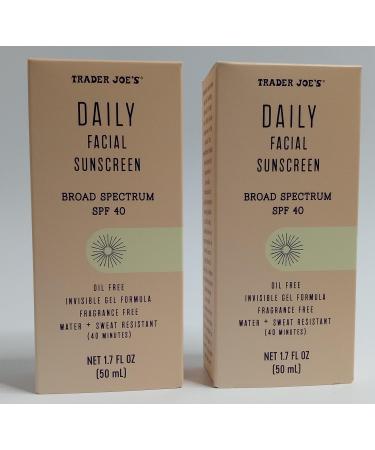 TRADER JOE'S®
DAILY
FACIAL
SUNSCREEN
BROAD SPECTRUM
SPF 40
OIL FREE
INVISIBLE GEL FORMULA
FRAGRANCE FREE
WATER + SWEAT RESISTANT
(40 MINUTES)
NET 1.7 FL OZ
(50 mL)
TRADER JOE'S®
DAILY
FACIAL
SUNSCREEN
BROAD SPECTRUM
SPF 40
OIL FREE
INVISIBLE GEL FORMULA
FRAGRANCE FREE
WATER + SWEAT RESISTANT
(40 MINUTES)
NET 1.7 FL OZ
(50 mL)